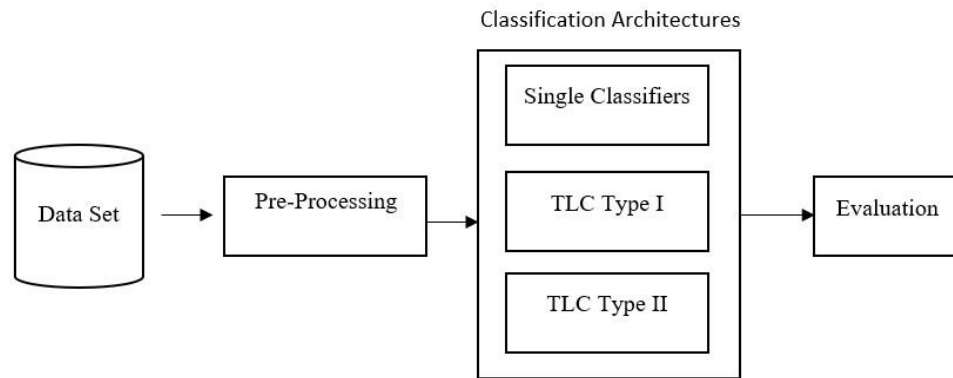 Classification Architectures
Data Set
Pre-Processing
Single Classifiers
TLC Type I
TLC Type II
Evaluation